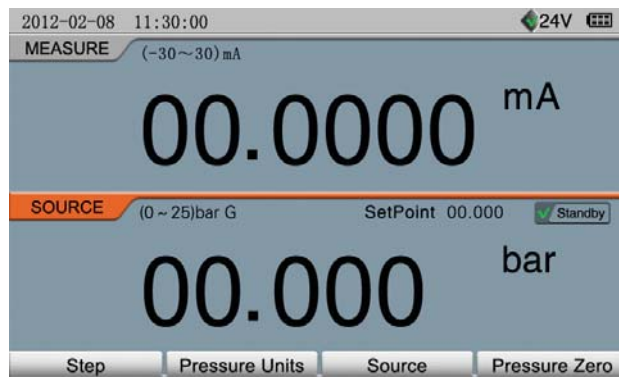 2012-02-08 11:30:00 24V
MEASURE (-30～30)mA
00.0000 mA
SOURCE (0~25)bar G SetPoint 00.000 Standby
00.000 bar
Step Pressure Units Source Pressure Zero